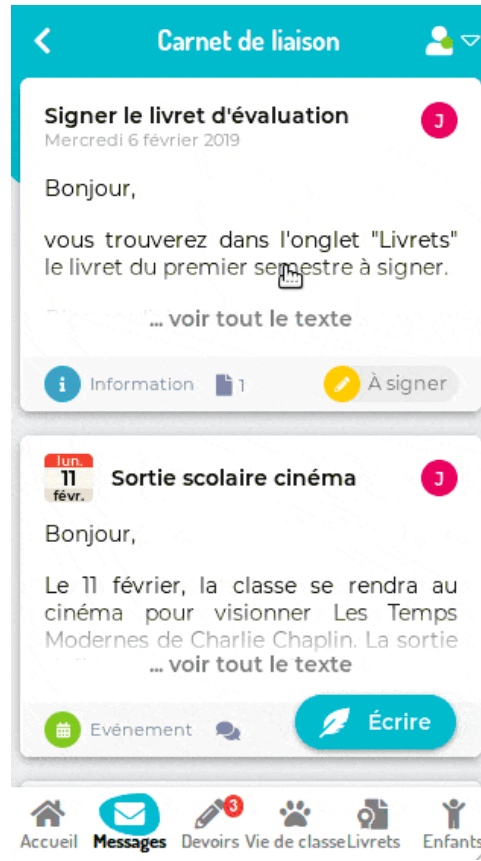 Carnet de liaison
Signer le livret d'évaluation
J
Mercredi 6 février 2019
Bonjour,
vous trouverez dans l'onglet "Livrets"
le livret du premier semestre à signer.
... voir tout le texte
Information 1
À signer
lun.
11
févr.
Sortie scolaire cinéma
J
Bonjour,
Le 11 février, la classe se rendra au
cinéma pour visionner Les Temps
Modernes de Charlie Chaplin. La sortie
... voir tout le texte
Evénement
Écrire
3
Accueil Messages Devoirs Vie de classe Livrets Enfants